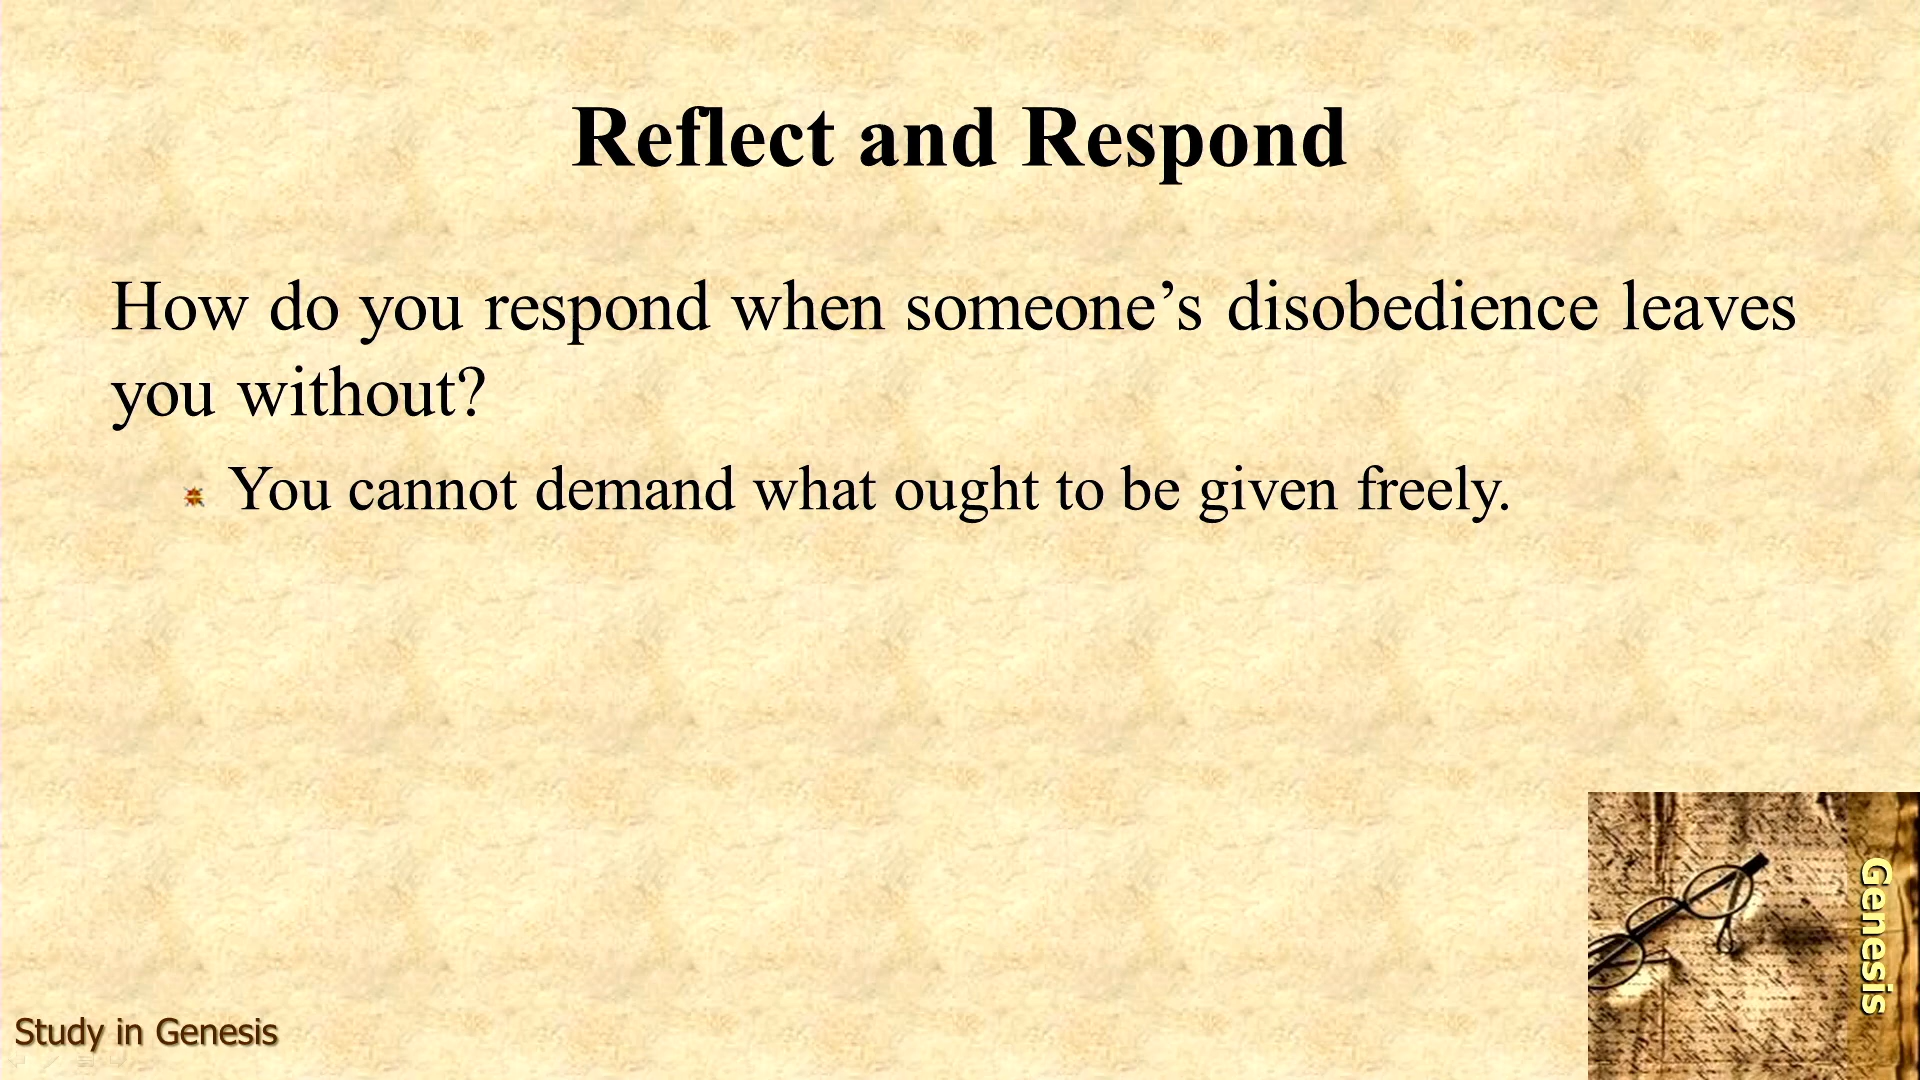 Reflect and Respond
How do you respond when someone’s disobedience leaves
you without?
You cannot demand what ought to be given freely.
Genesis
Study in Genesis